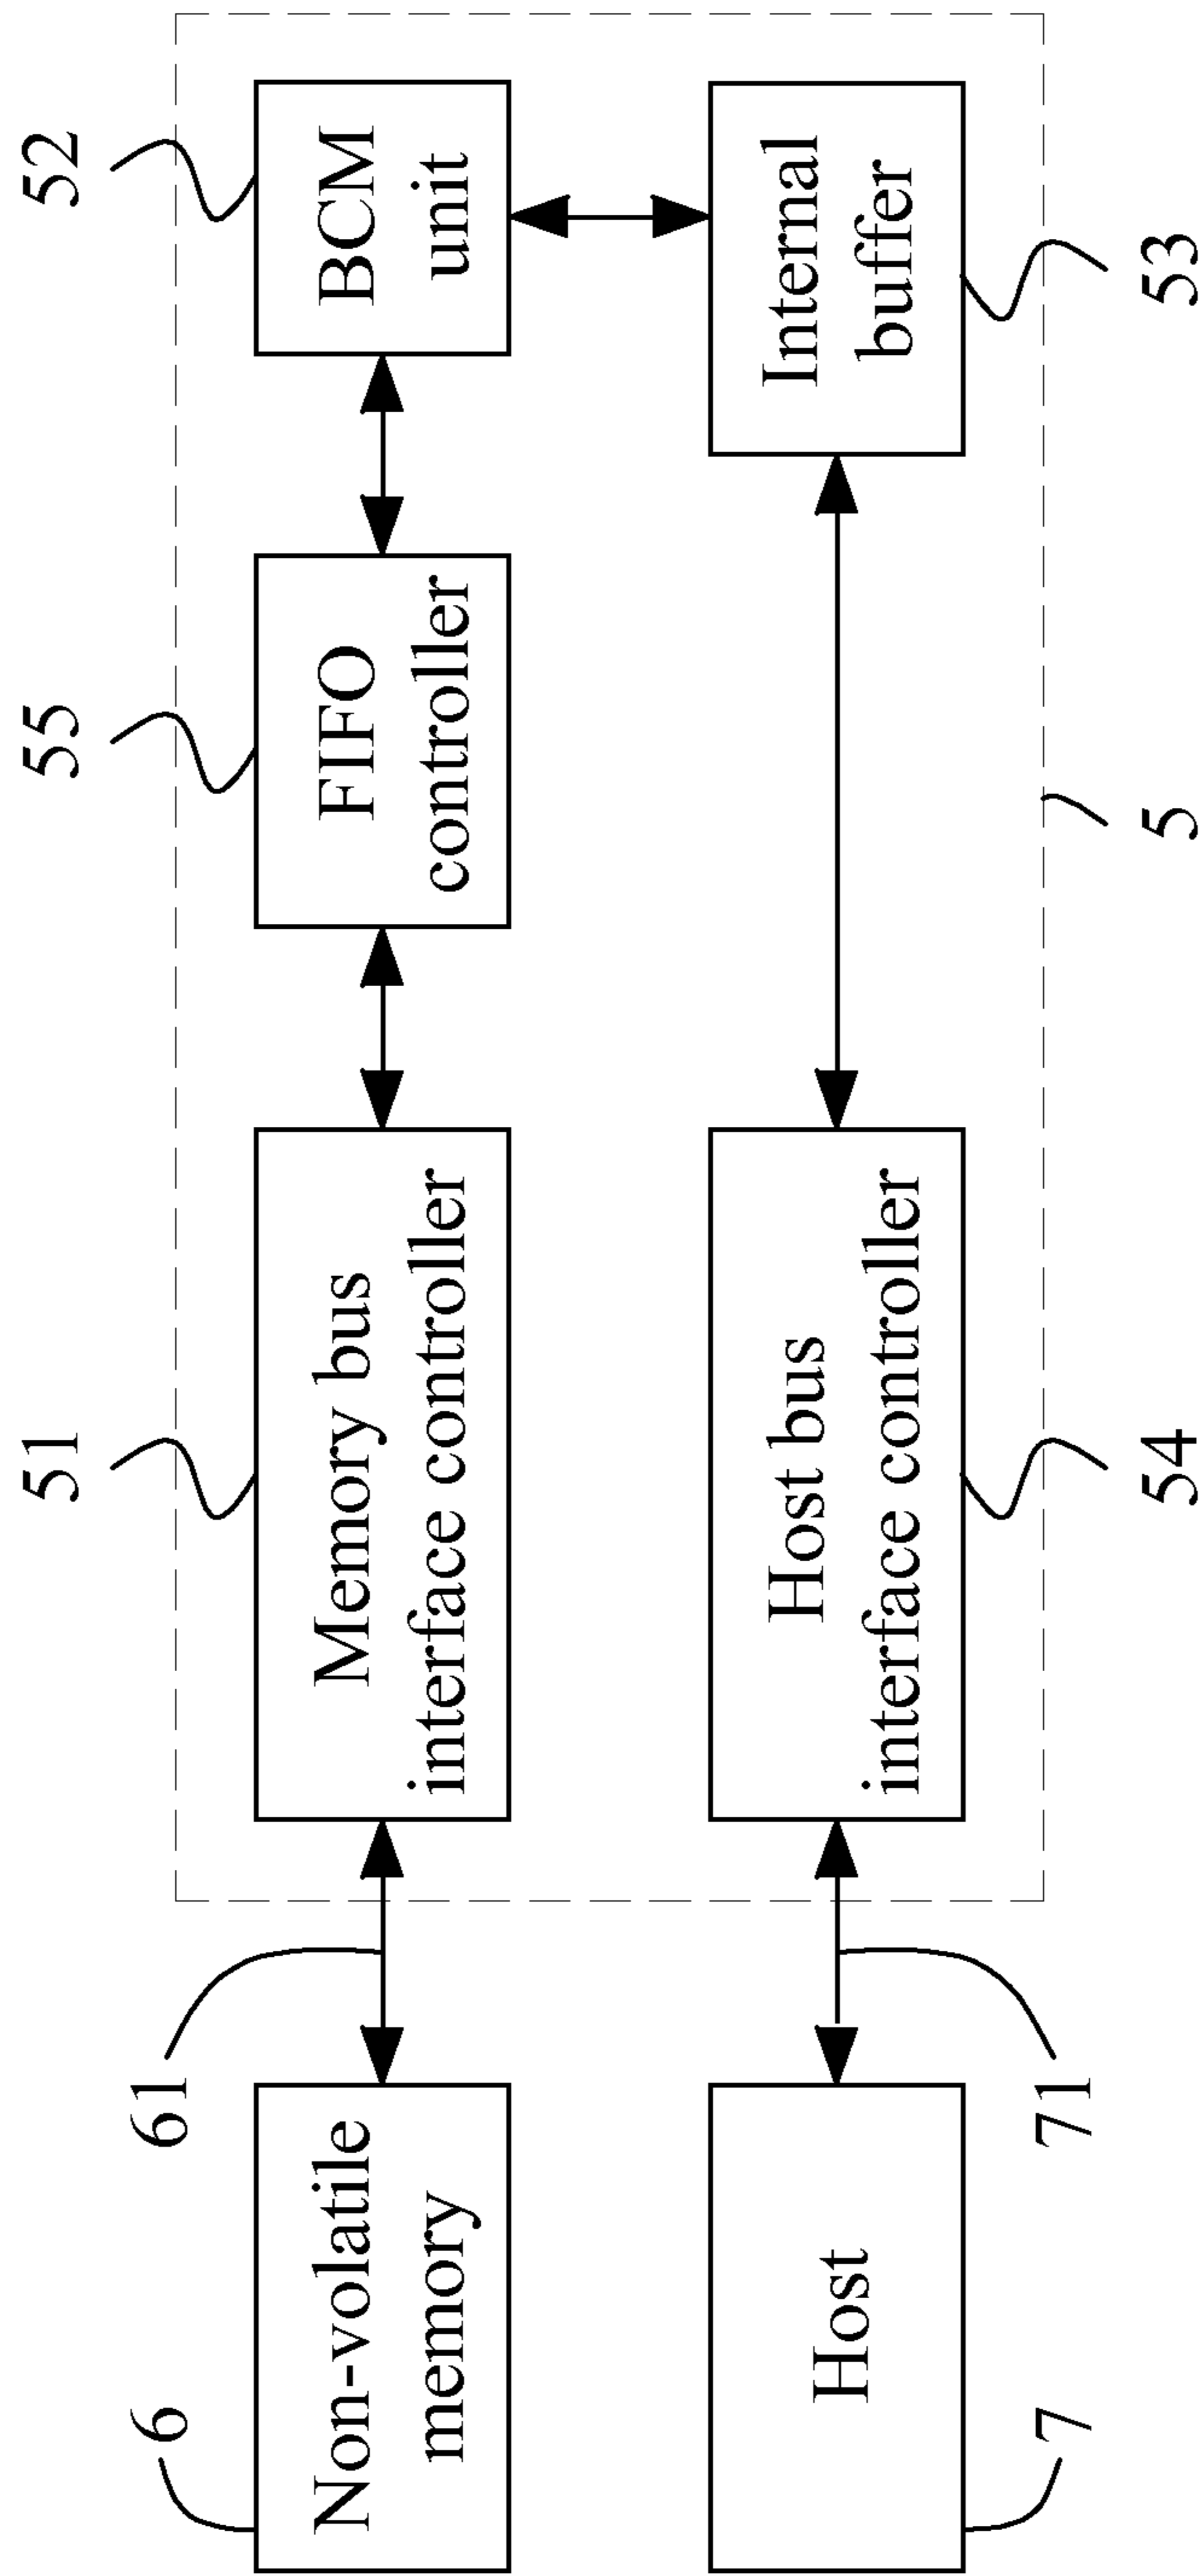 52
BCM
unit
55
FIFO
controller
51
Memory bus
interface controller
61
6
Non-volatile
memory
Internal
buffer
53
5
Host bus
interface controller
54
71
Host
7